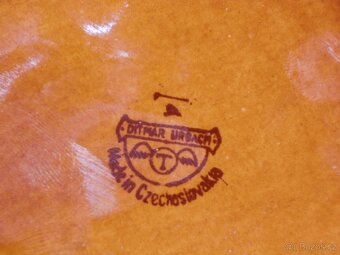 DITMAR URBACH
T
Made in Czechoslovakia